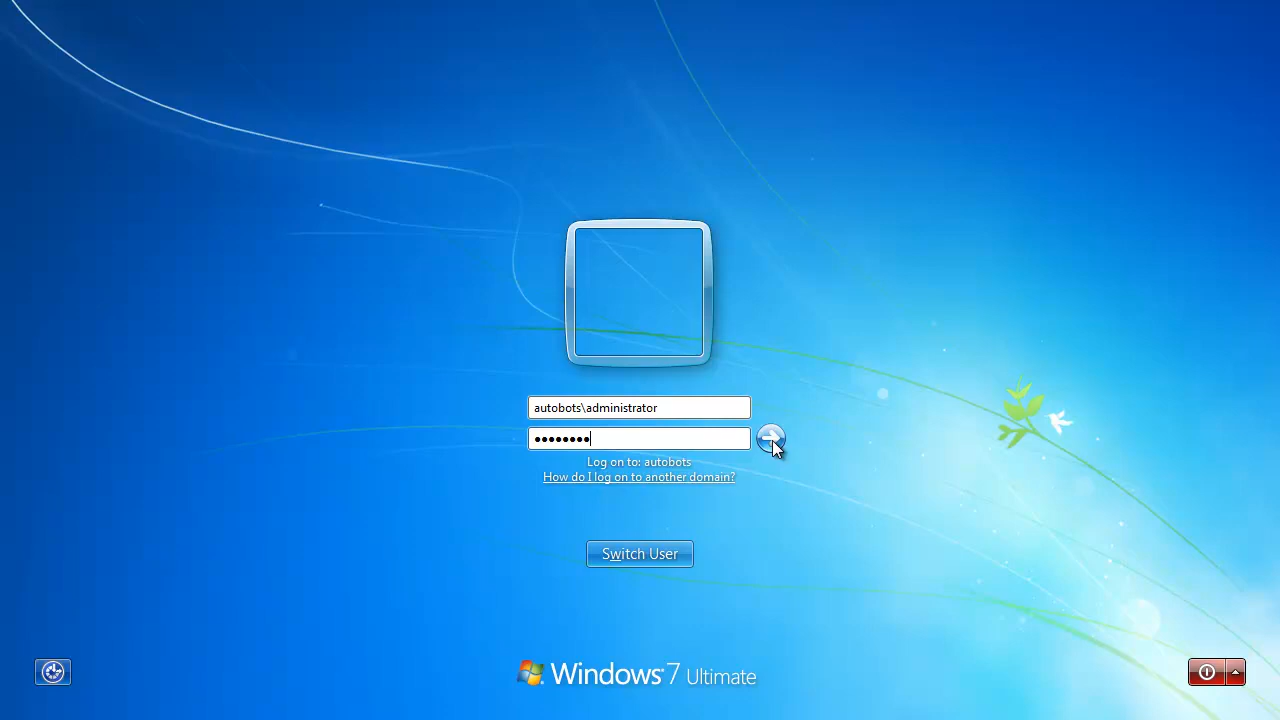 autobots\administrator
••••••••
Log on to: autobots
How do I log on to another domain?
Switch User
Windows 7 Ultimate